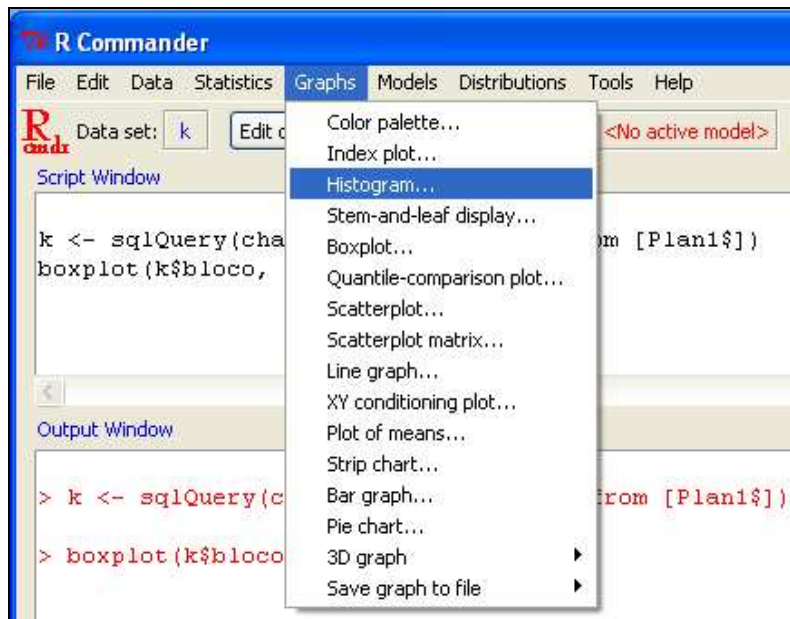 R Commander
File Edit Data Statistics Graphs Models Distributions Tools Help
R cmdr Data set: k Edit <No active model>
Color palette...
Index plot...
Histogram...
Stem-and-leaf display...
Boxplot...
Quantile-comparison plot...
Scatterplot...
Scatterplot matrix...
Line graph...
XY conditioning plot...
Plot of means...
Strip chart...
Bar graph...
Pie chart...
3D graph
Save graph to file
Script Window
k <- sqlQuery(cha om [Plan1$])
boxplot(k$bloco,
Output Window
> k <- sqlQuery(c from [Plan1$])
> boxplot(k$bloco